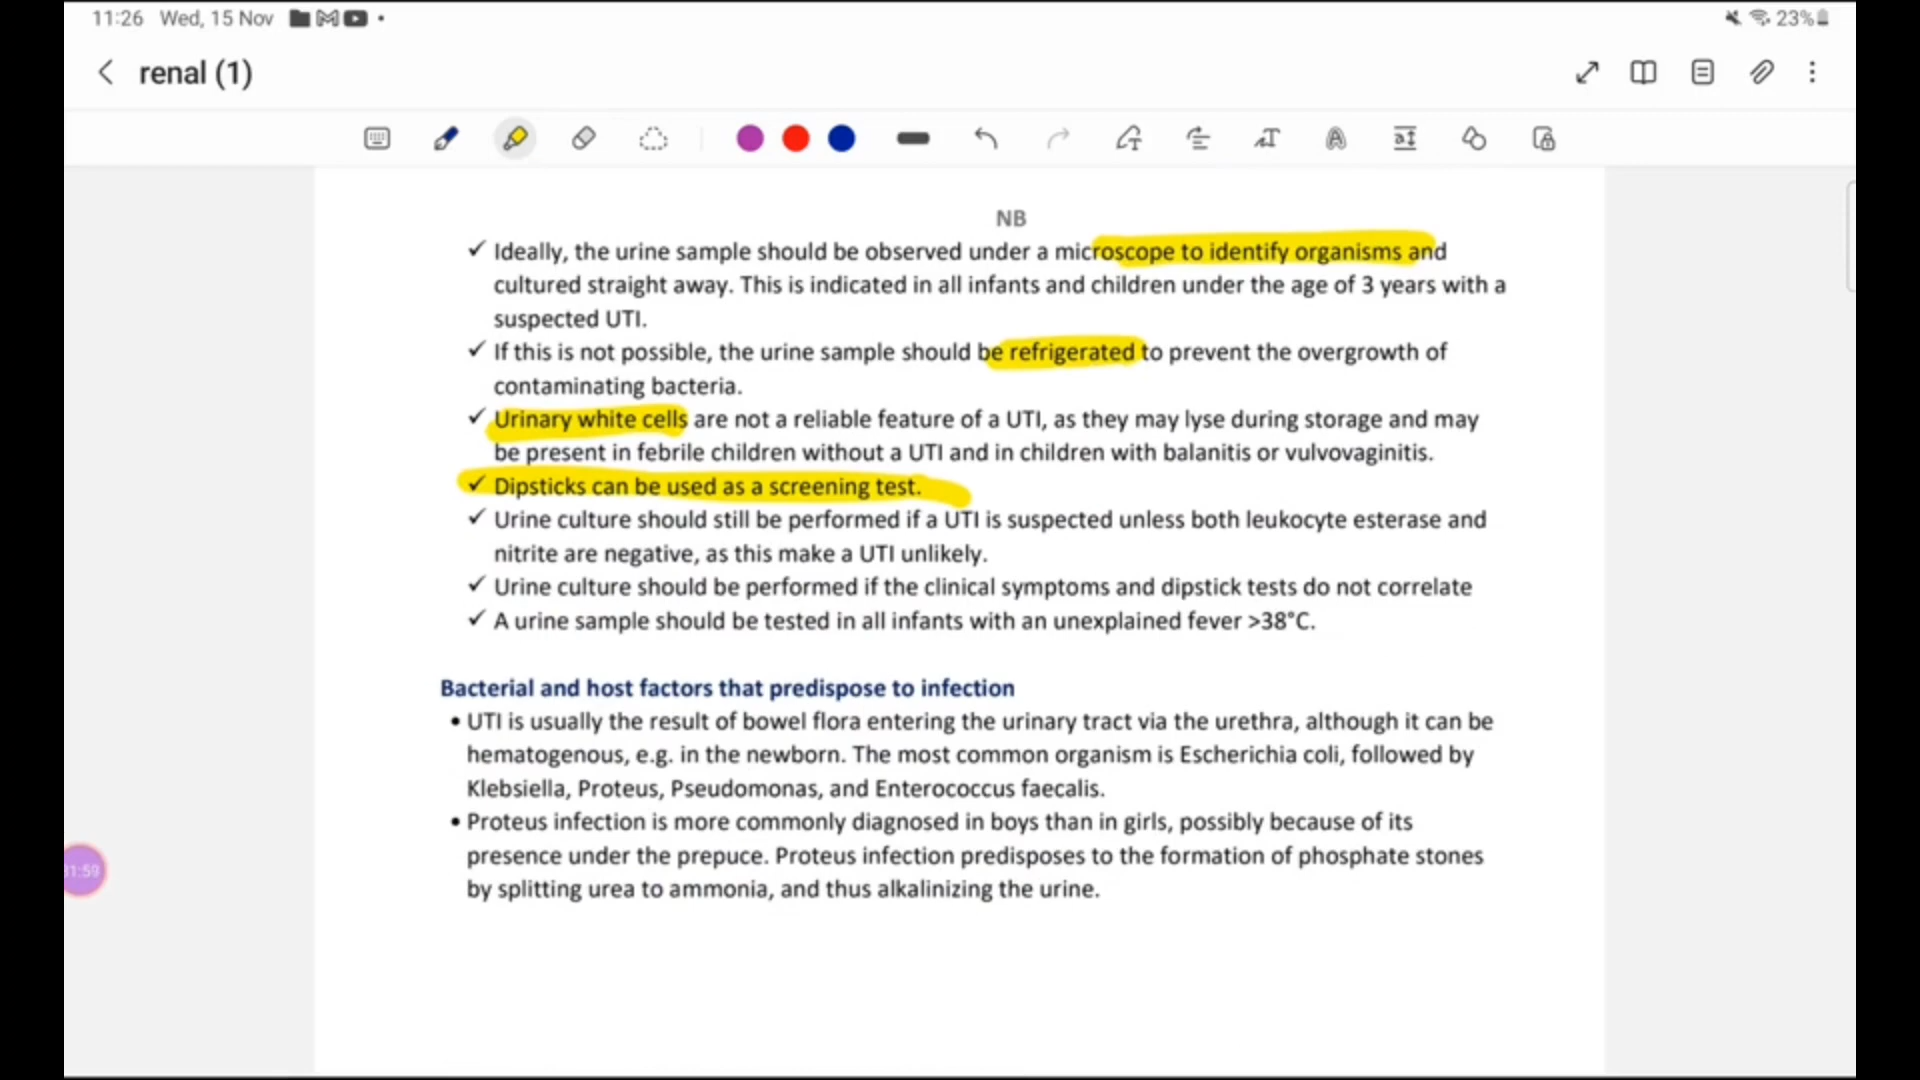 11:26 Wed, 15 Nov
23%
renal (1)
NB
✓ Ideally, the urine sample should be observed under a microscope to identify organisms and
cultured straight away. This is indicated in all infants and children under the age of 3 years with a
suspected UTI.
✓ If this is not possible, the urine sample should be refrigerated to prevent the overgrowth of
contaminating bacteria.
✓ Urinary white cells are not a reliable feature of a UTI, as they may lyse during storage and may
be present in febrile children without a UTI and in children with balanitis or vulvovaginitis.
✓ Dipsticks can be used as a screening test.
✓ Urine culture should still be performed if a UTI is suspected unless both leukocyte esterase and
nitrite are negative, as this make a UTI unlikely.
✓ Urine culture should be performed if the clinical symptoms and dipstick tests do not correlate
✓ A urine sample should be tested in all infants with an unexplained fever >38°C.
Bacterial and host factors that predispose to infection
• UTI is usually the result of bowel flora entering the urinary tract via the urethra, although it can be
hematogenous, e.g. in the newborn. The most common organism is Escherichia coli, followed by
Klebsiella, Proteus, Pseudomonas, and Enterococcus faecalis.
• Proteus infection is more commonly diagnosed in boys than in girls, possibly because of its
presence under the prepuce. Proteus infection predisposes to the formation of phosphate stones
by splitting urea to ammonia, and thus alkalinizing the urine.